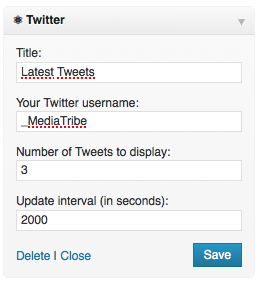 Twitter
Title:
Latest Tweets
Your Twitter username:
_MediaTribe
Number of Tweets to display:
3
Update interval (in seconds):
2000
Delete | Close
Save